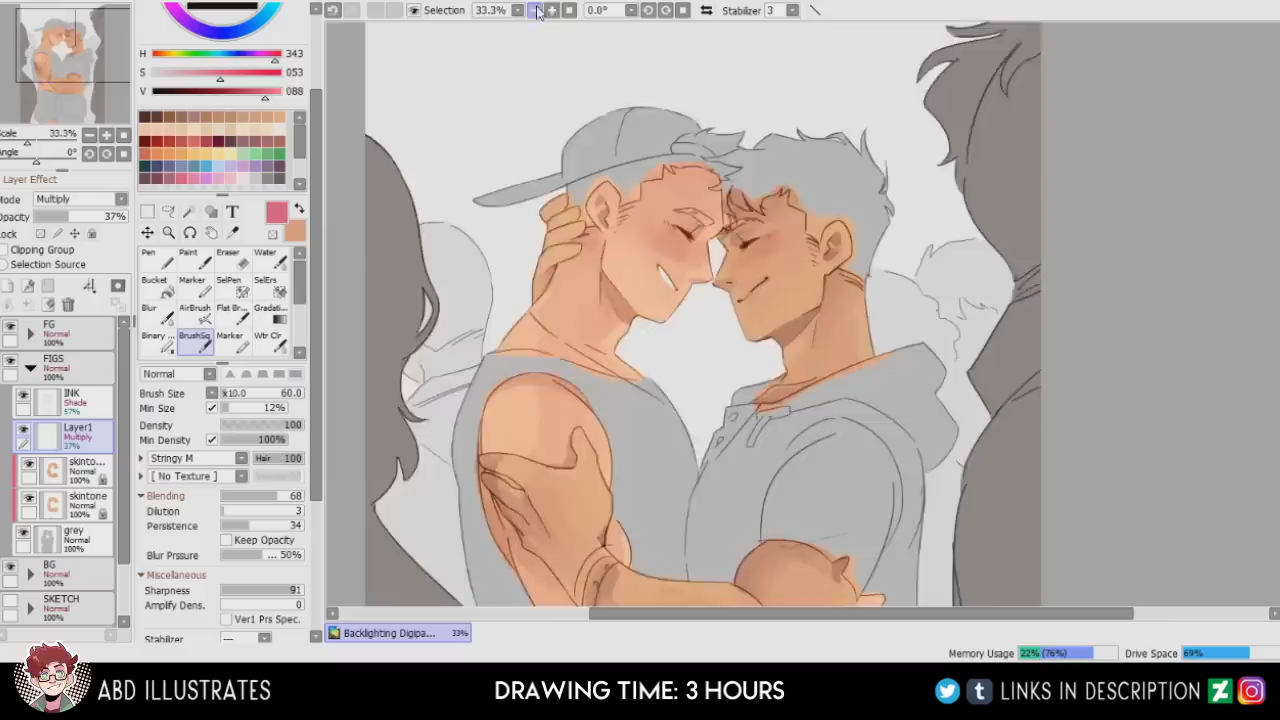 Selection 33.3% 0.0° Stabilizer 3
H 343
S 053
V 088
Scale 33.3%
Angle 0°
Layer Effect
Mode Multiply
Opacity 37%
Lock
Clipping Group
Selection Source
T
Pen Paint Eraser Water
Bucket Marker SelPen SelErs
Blur AirBrush Flat Br... Gradati...
Binary ... BrushSq Marker Wtr Clr
Normal
Brush Size x10.0 60.0
Min Size 12%
Density 100
Min Density 100%
Stringy M Hair 100
[ No Texture ]
Blending 68
Dilution 3
Persistence 34
Keep Opacity
Blur Prssure ... 50%
Miscellaneous
Sharpness 91
Amplify Dens. 0
Ver1 Prs Spec.
Stabilizer
FG
Normal
100%
FIGS
Normal
100%
INK
Shade
57%
Layer1
Multiply
37%
skinto...
Normal
100%
skintone
Normal
100%
grey
Normal
100%
BG
Normal
100%
SKETCH
Normal
100%
Backlighting Digipa... 33%
Memory Usage 22% (76%) Drive Space 69%
ABD ILLUSTRATES
DRAWING TIME: 3 HOURS
LINKS IN DESCRIPTION